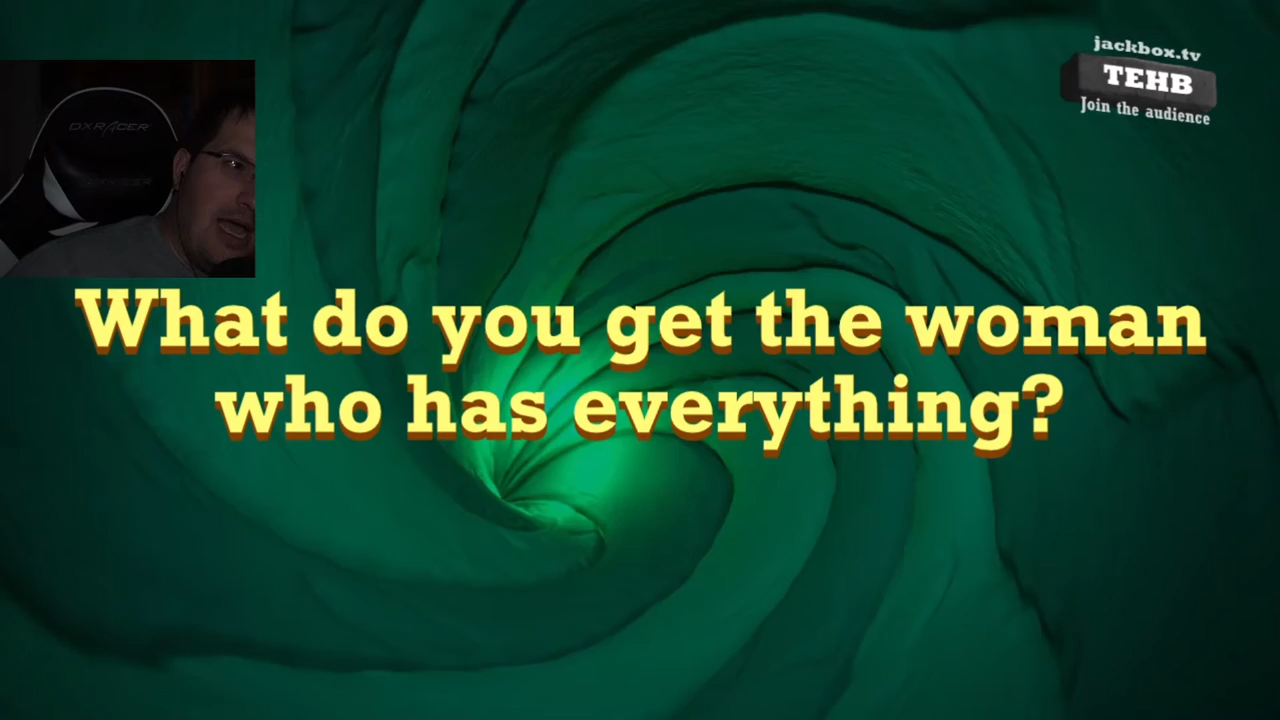 jackbox.tv
TEHB
Join the audience
DXRACER
What do you get the woman
who has everything?